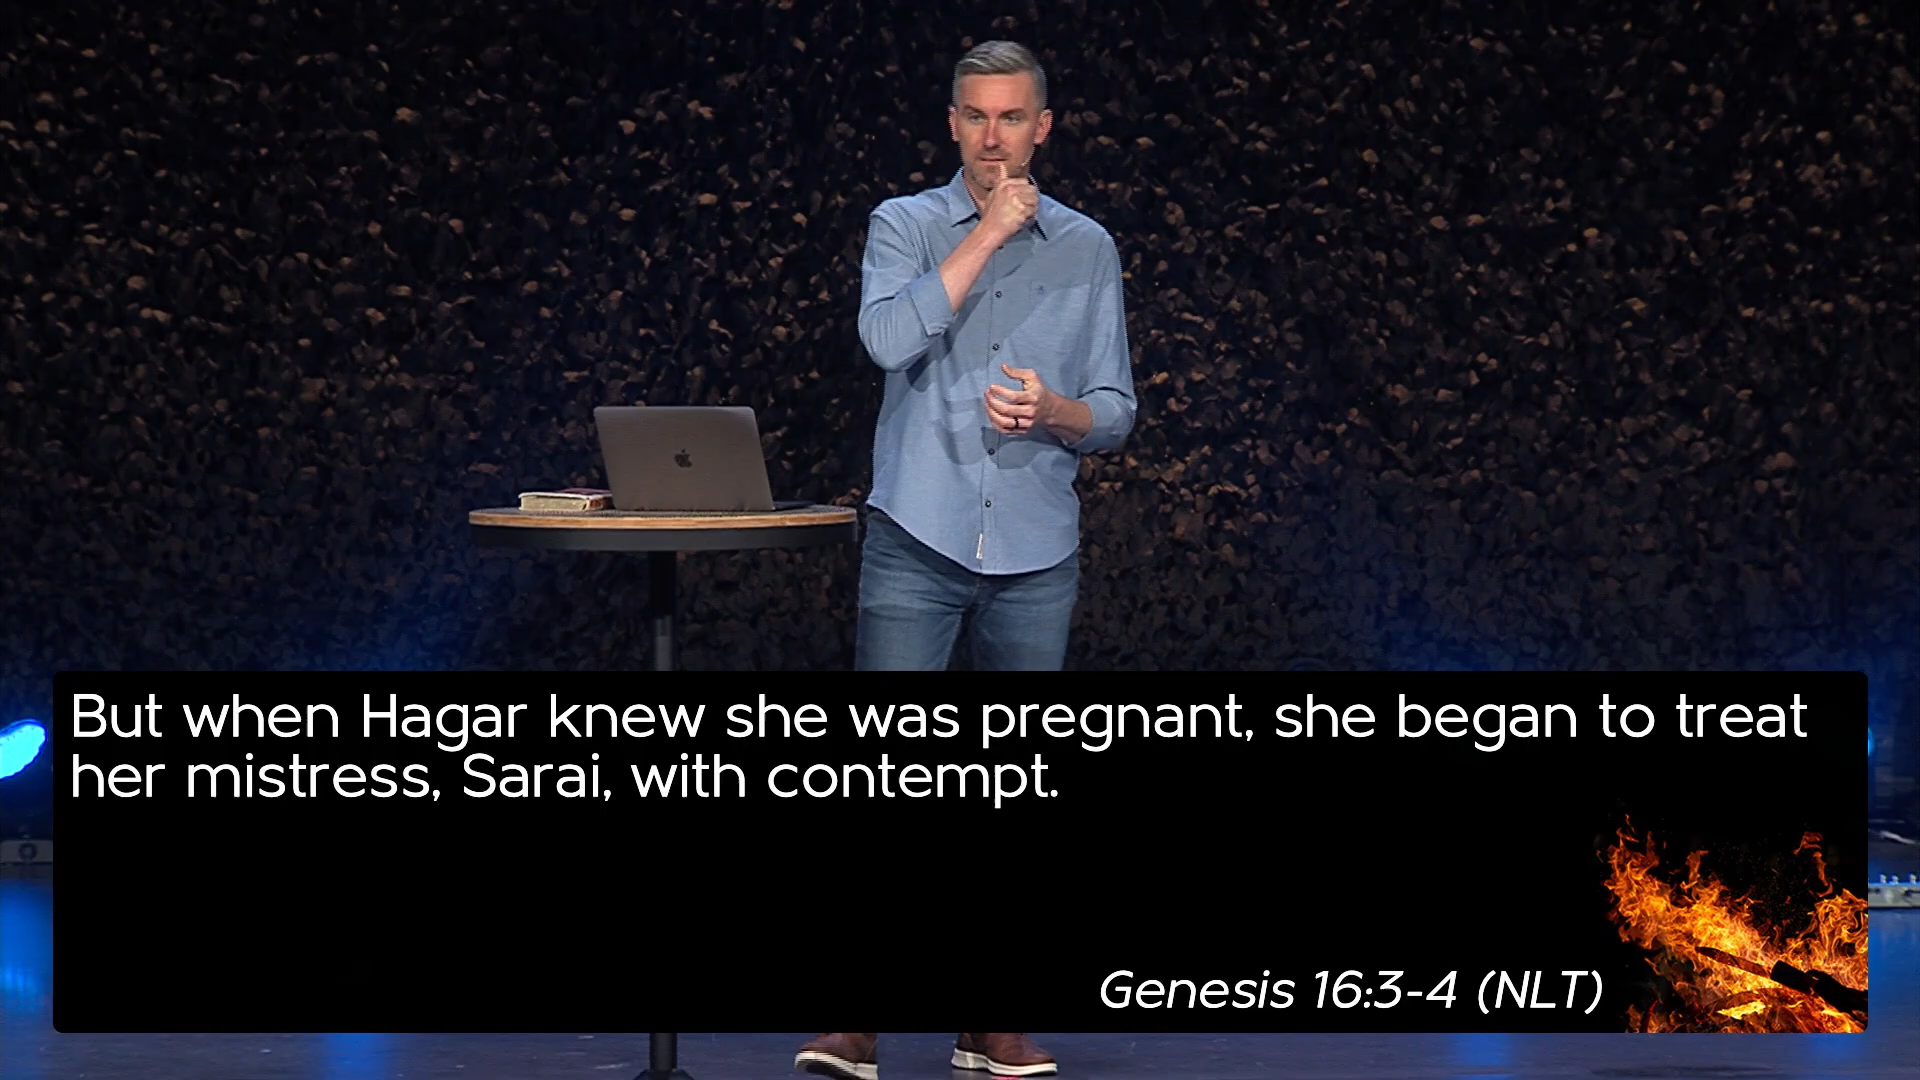 But when Hagar knew she was pregnant, she began to treat
her mistress, Sarai, with contempt.
Genesis 16:3-4 (NLT)